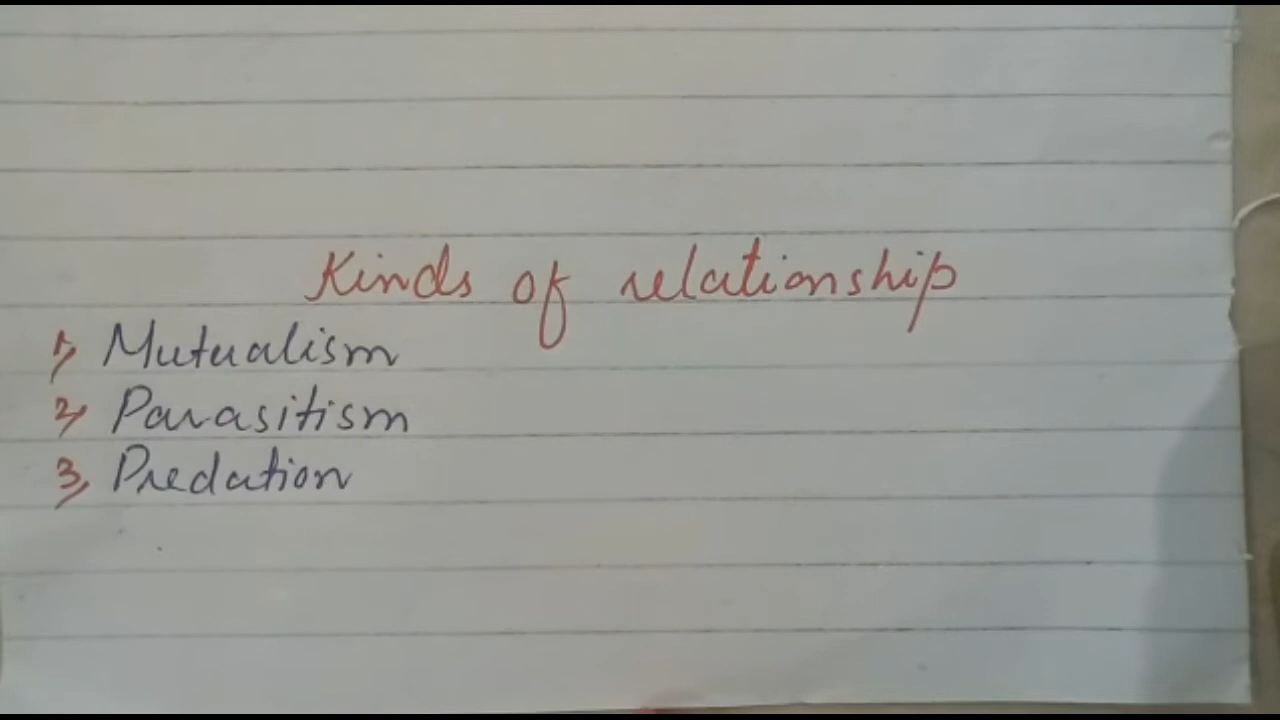 Kinds of relationship
1, Mutualism
2, Parasitism
3, Predation